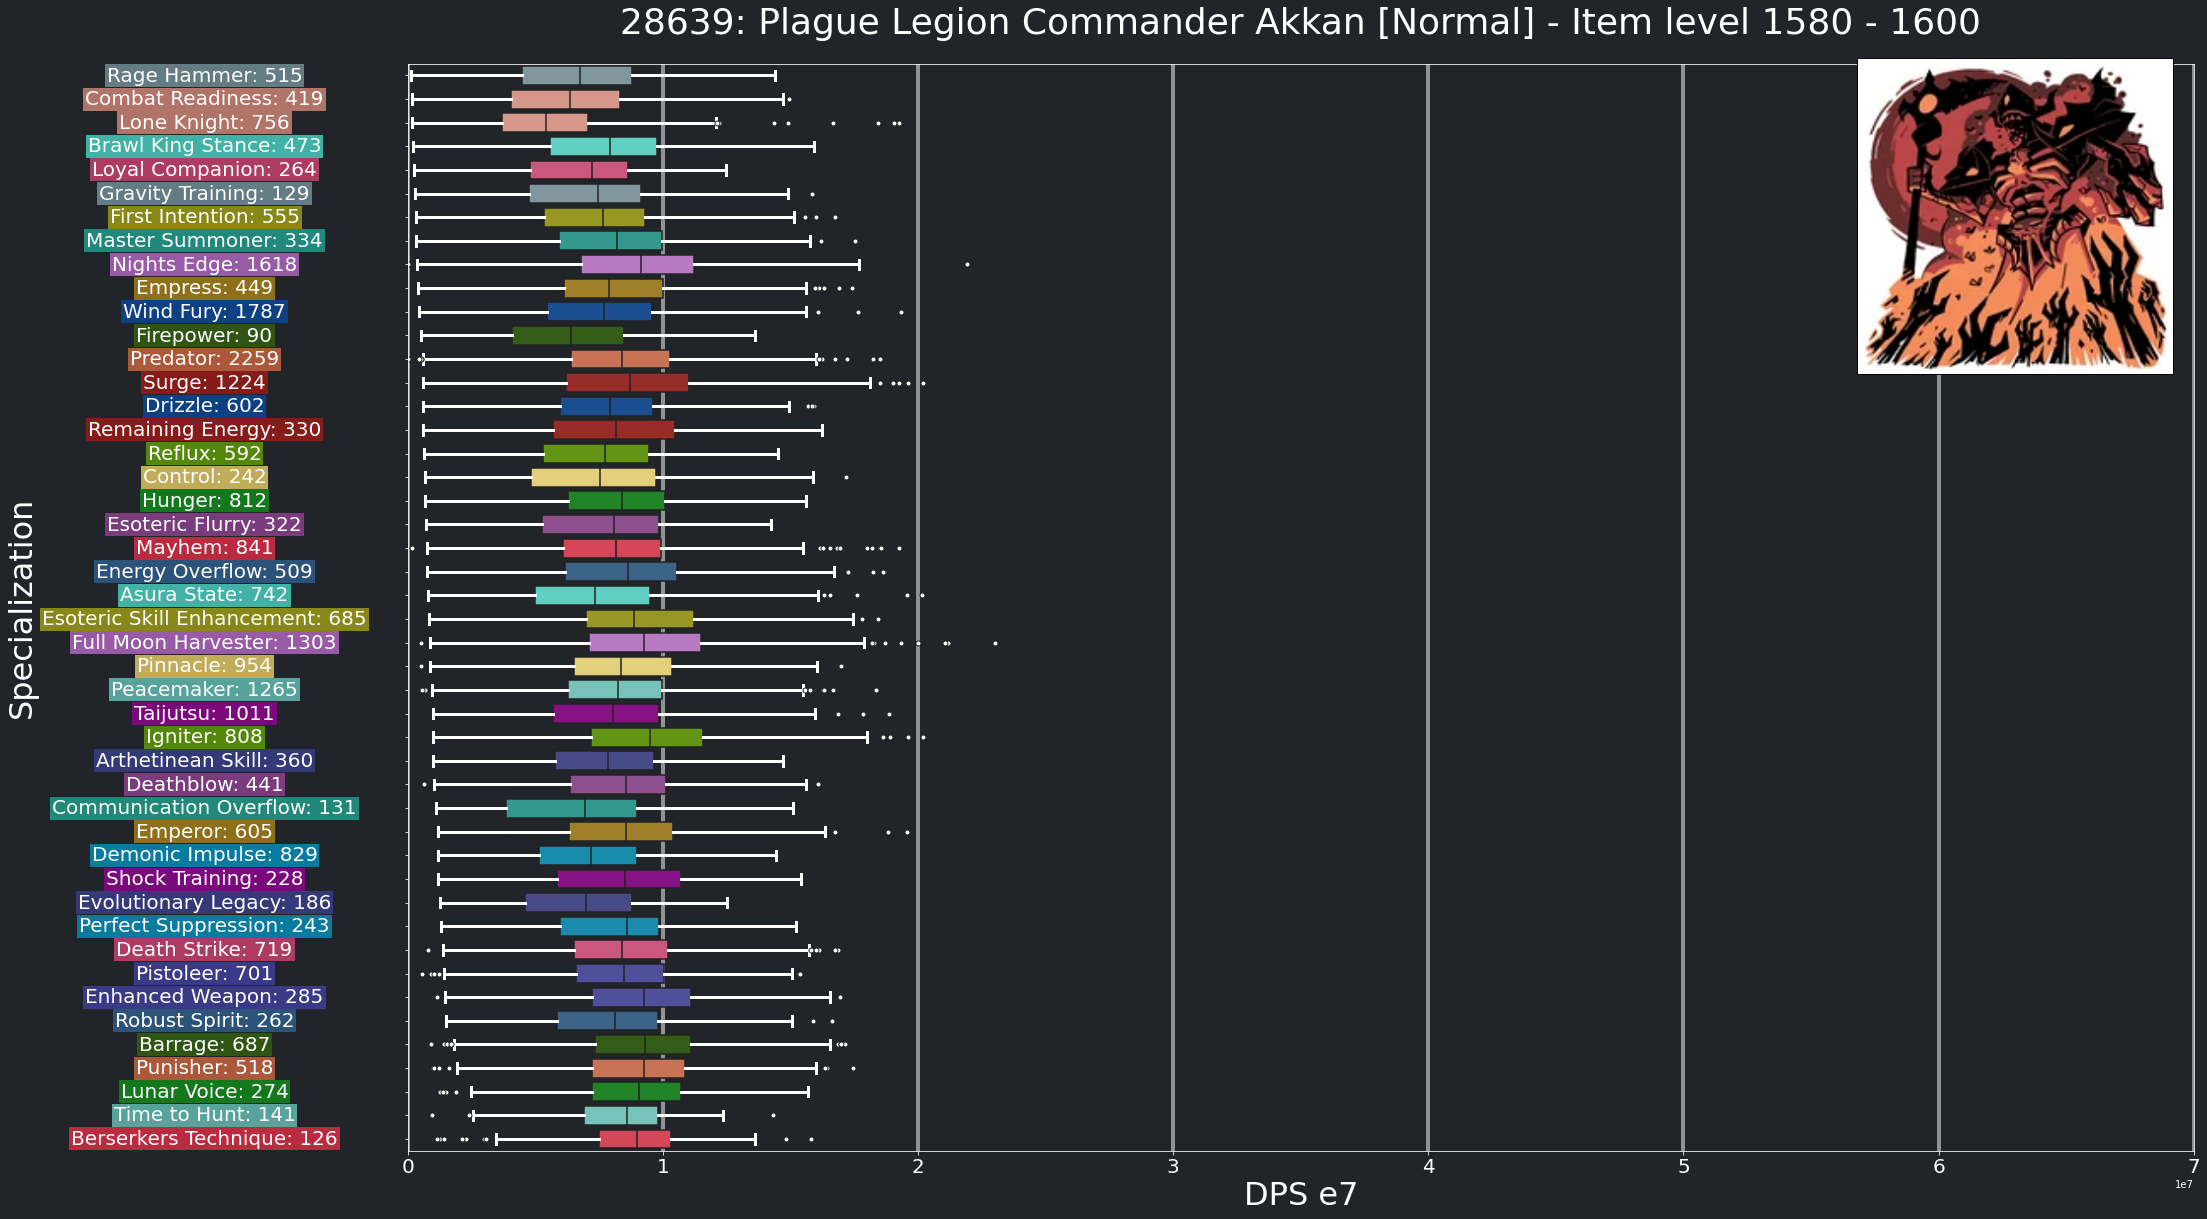 28639: Plague Legion Commander Akkan [Normal] - Item level 1580 - 1600
Rage Hammer: 515
Combat Readiness: 419
Lone Knight: 756
Brawl King Stance: 473
Loyal Companion: 264
Gravity Training: 129
First Intention: 555
Master Summoner: 334
Nights Edge: 1618
Empress: 449
Wind Fury: 1787
Firepower: 90
Predator: 2259
Surge: 1224
Drizzle: 602
Remaining Energy: 330
Reflux: 592
Control: 242
Hunger: 812
Esoteric Flurry: 322
Mayhem: 841
Energy Overflow: 509
Asura State: 742
Esoteric Skill Enhancement: 685
Full Moon Harvester: 1303
Pinnacle: 954
Peacemaker: 1265
Taijutsu: 1011
Igniter: 808
Arthetinean Skill: 360
Deathblow: 441
Communication Overflow: 131
Emperor: 605
Demonic Impulse: 829
Shock Training: 228
Evolutionary Legacy: 186
Perfect Suppression: 243
Death Strike: 719
Pistoleer: 701
Enhanced Weapon: 285
Robust Spirit: 262
Barrage: 687
Punisher: 518
Lunar Voice: 274
Time to Hunt: 141
Berserkers Technique: 126
Specialization
0 1 2 3 4 5 6 7
1e7
DPS e7